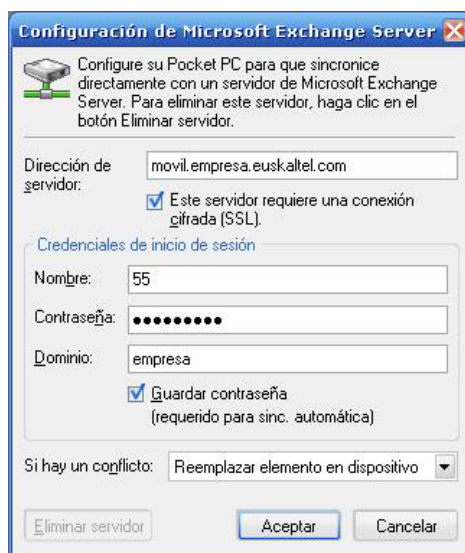 Configuración de Microsoft Exchange Server
Configure su Pocket PC para que sincronice
directamente con un servidor de Microsoft Exchange
Server. Para eliminar este servidor, haga clic en el
botón Eliminar servidor.
Dirección de
servidor:
movil.empresa.euskaltel.com
Este servidor requiere una conexión
cifrada (SSL).
Credenciales de inicio de sesión
Nombre:
55
Contraseña:
●●●●●●●●●
Dominio:
empresa
Guardar contraseña
(requerido para sinc. automática)
Si hay un conflicto:
Reemplazar elemento en dispositivo
Eliminar servidor
Aceptar
Cancelar